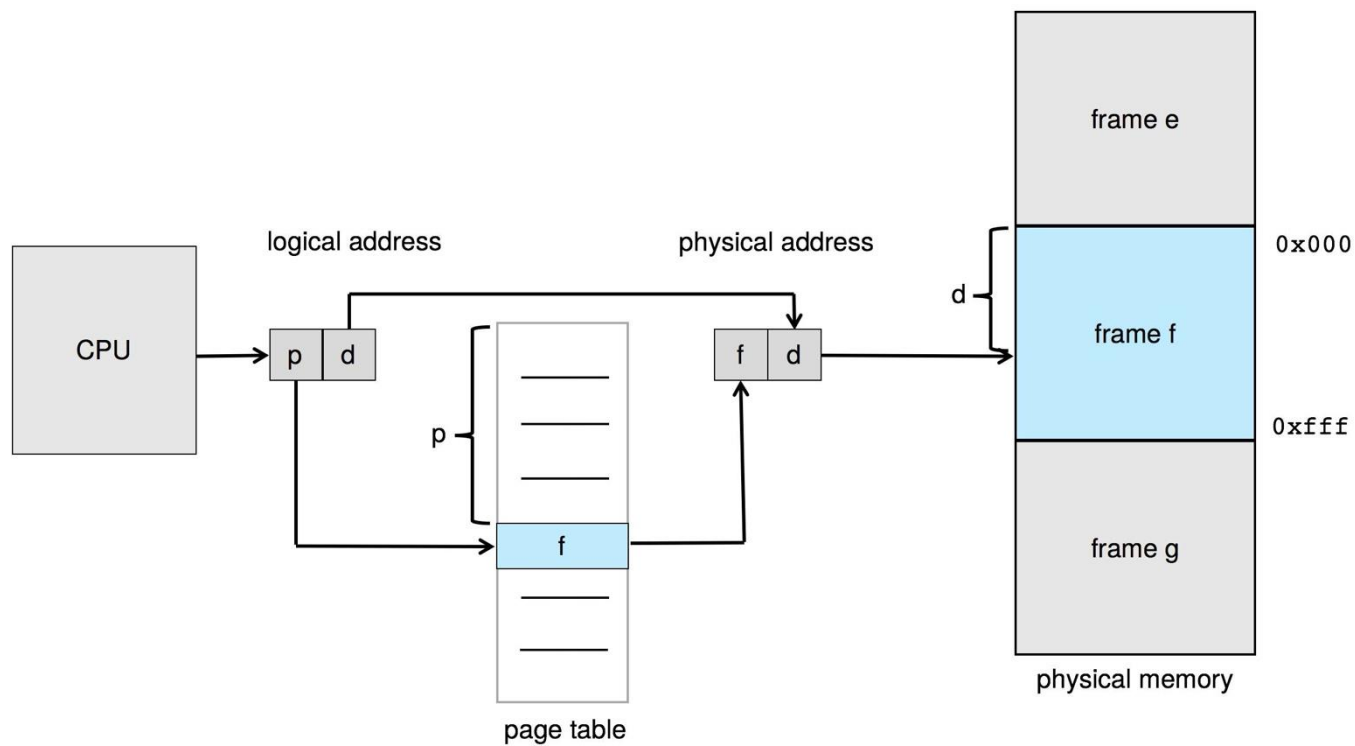 frame e
logical address
physical address
0x000
d
CPU
p
d
f
d
frame f
p
0xfff
f
frame g
physical memory
page table